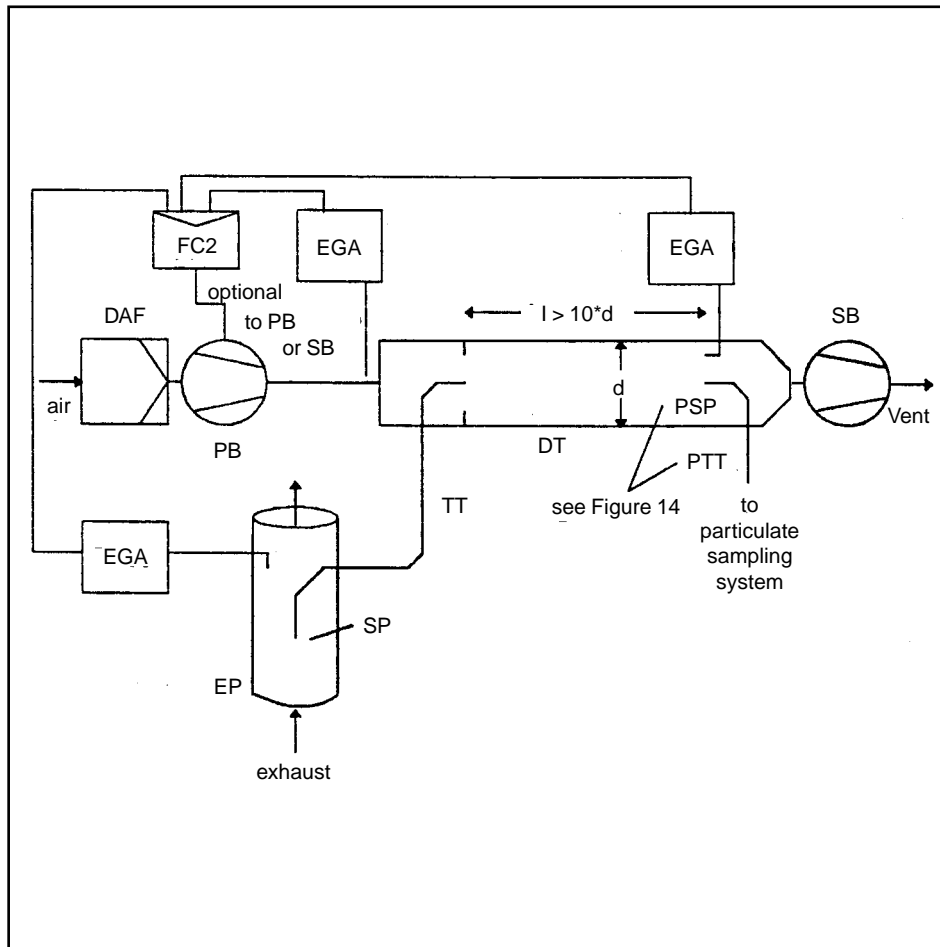 FC2
EGA
EGA
optional
to PB
or SB
DAF
l > 10*d
SB
air
d
PSP
Vent
PB
DT
PTT
TT
see Figure 14
to
particulate
sampling
system
EGA
SP
EP
exhaust